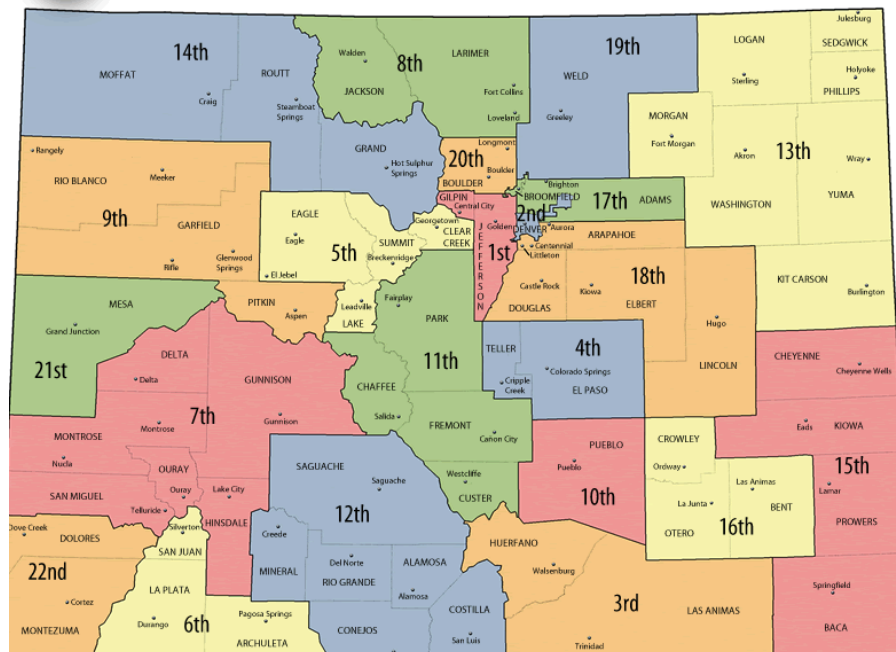 14th
MOFFAT
ROUTT
Craig
Steamboat
Springs
GRAND
Hot Sulphur
Springs
8th
Walden
JACKSON
LARIMER
Fort Collins
Loveland
19th
WELD
Greeley
LOGAN
Sterling
Julesburg
SEDGWICK
Holyoke
PHILLIPS
MORGAN
Fort Morgan
13th
Akron
WASHINGTON
Wray
YUMA
KIT CARSON
Burlington
Rangely
RIO BLANCO
Meeker
9th
GARFIELD
Rifle
Glenwood
Springs
PITKIN
Aspen
EAGLE
Eagle
El Jebel
5th
SUMMIT
Breckenridge
Georgetown
CLEAR
CREEK
Leadville
LAKE
20th
Longmont
Boulder
BOULDER
GILPIN
Central City
Golden
1st
JEFFERSON
BROOMFIELD
Brighton
17th
ADAMS
2nd
DENVER
Aurora
ARAPAHOE
Centennial
Littleton
18th
Castle Rock
DOUGLAS
Kiowa
ELBERT
Hugo
LINCOLN
MESA
Grand Junction
21st
DELTA
Delta
GUNNISON
Gunnison
7th
MONTROSE
Montrose
Nucla
OURAY
Ouray
SAN MIGUEL
Telluride
Lake City
HINSDALE
Fairplay
PARK
11th
CHAFFEE
Salida
FREMONT
Cañon City
Westcliffe
CUSTER
TELLER
Cripple
Creek
4th
Colorado Springs
EL PASO
CHEYENNE
Cheyenne Wells
Eads
KIOWA
15th
Lamar
PROWERS
Springfield
BACA
CROWLEY
Ordway
Las Animas
La Junta
BENT
OTERO
16th
PUEBLO
Pueblo
10th
SAGUACHE
Saguache
12th
Creede
MINERAL
Del Norte
RIO GRANDE
ALAMOSA
Alamosa
CONEJOS
COSTILLA
San Luis
HUERFANO
Walsenburg
3rd
LAS ANIMAS
Trinidad
Dove Creek
DOLORES
22nd
Cortez
MONTEZUMA
Silverton
SAN JUAN
LA PLATA
Durango
6th
Pagosa Springs
ARCHULETA